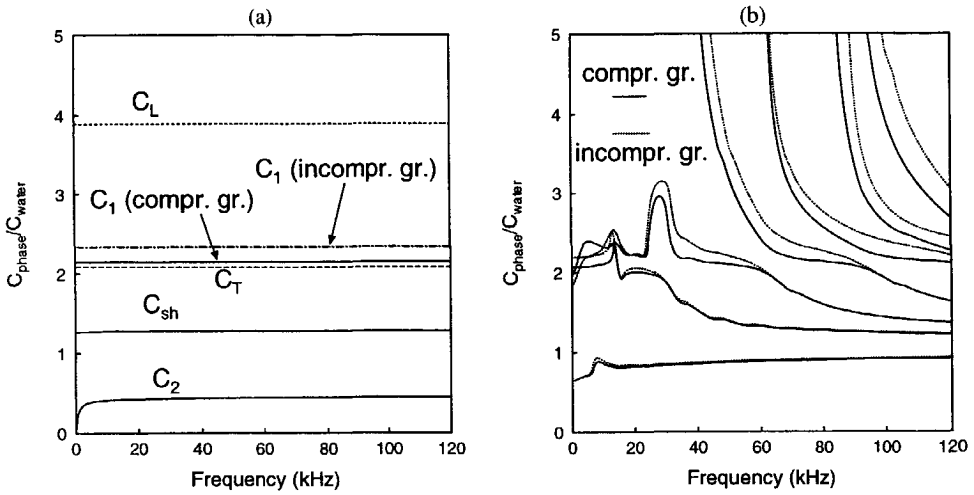 (a)
5
4
3
2
1
0
C_phase/C_water
C_L
C_1 (incompr. gr.)
C_1 (compr. gr.)
C_T
C_sh
C_2
0 20 40 60 80 100 120
Frequency (kHz)
(b)
5
4
3
2
1
0
C_phase/C_water
compr. gr.
incompr. gr.
0 20 40 60 80 100 120
Frequency (kHz)